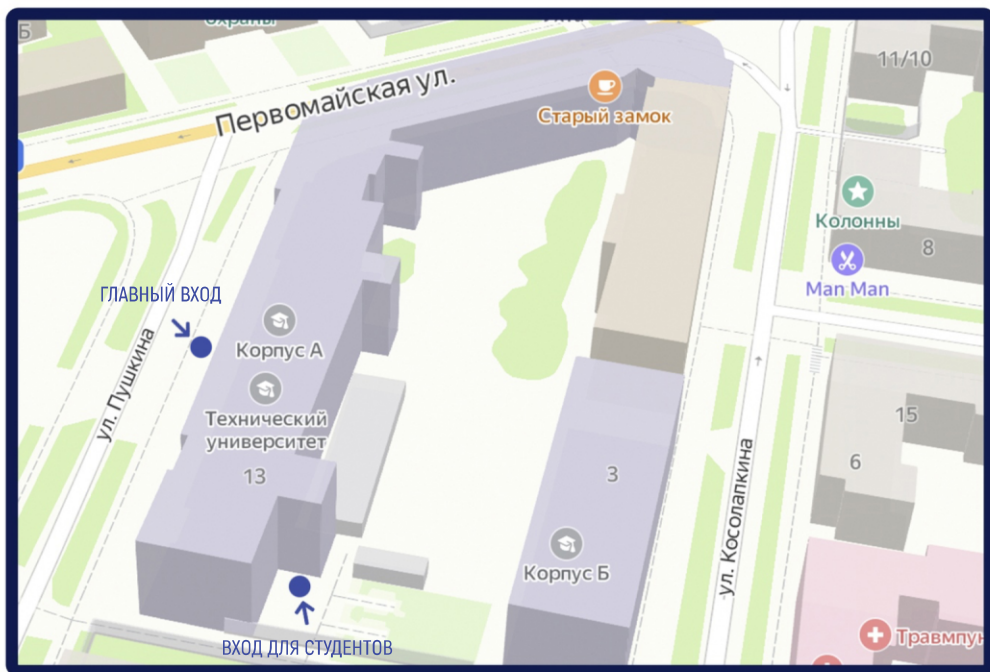 Б
охраны
11/10
Первомайская ул.
Старый замок
Колонны
8
Man Man
ГЛАВНЫЙ ВХОД
Корпус А
ул. Пушкина
Технический
университет
13
3
15
6
ул. Косолапкина
Корпус Б
Травмпун
ВХОД ДЛЯ СТУДЕНТОВ